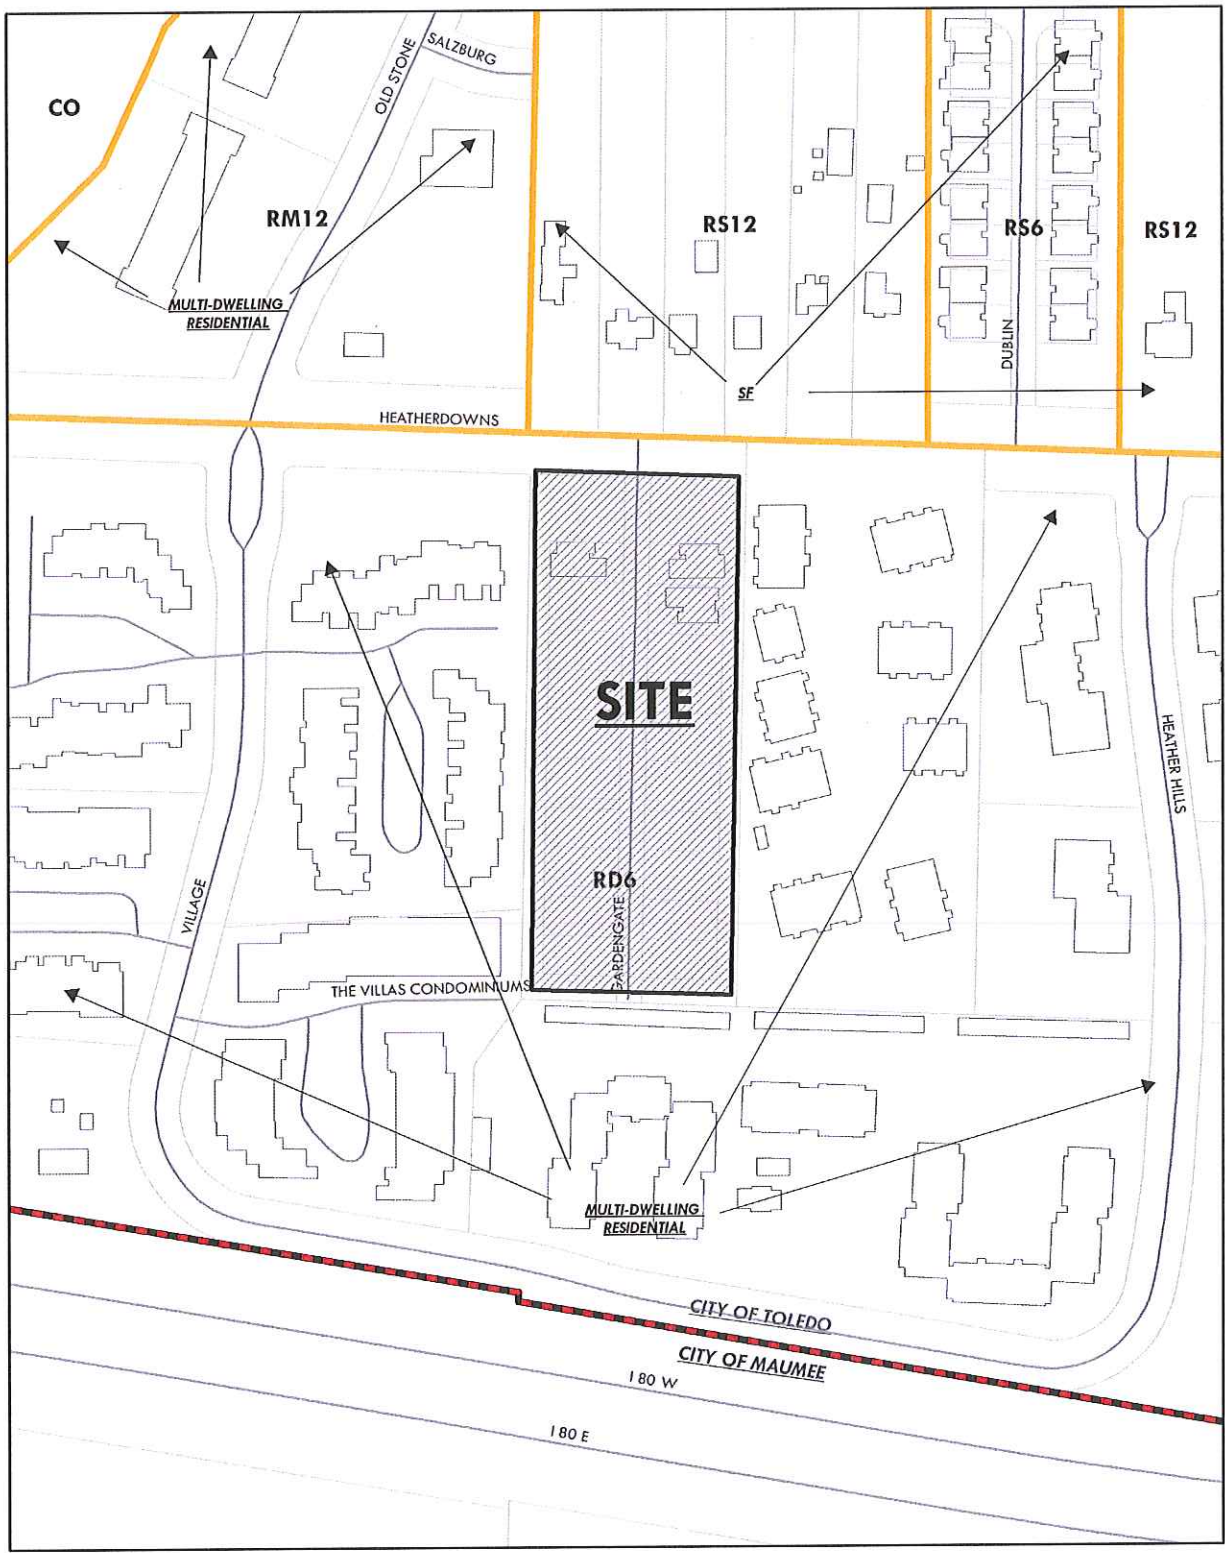 SALZBURG
OLD STONE
CO
RM12
RS12
RS6
RS12
MULTI-DWELLING
RESIDENTIAL
DUBLIN
SF
HEATHERDOWNS
SITE
HEATHER HILLS
RD6
VILLAGE
GARDENGATE
THE VILLAS CONDOMINIUMS
MULTI-DWELLING
RESIDENTIAL
CITY OF TOLEDO
CITY OF MAUMEE
I 80 W
I 80 E